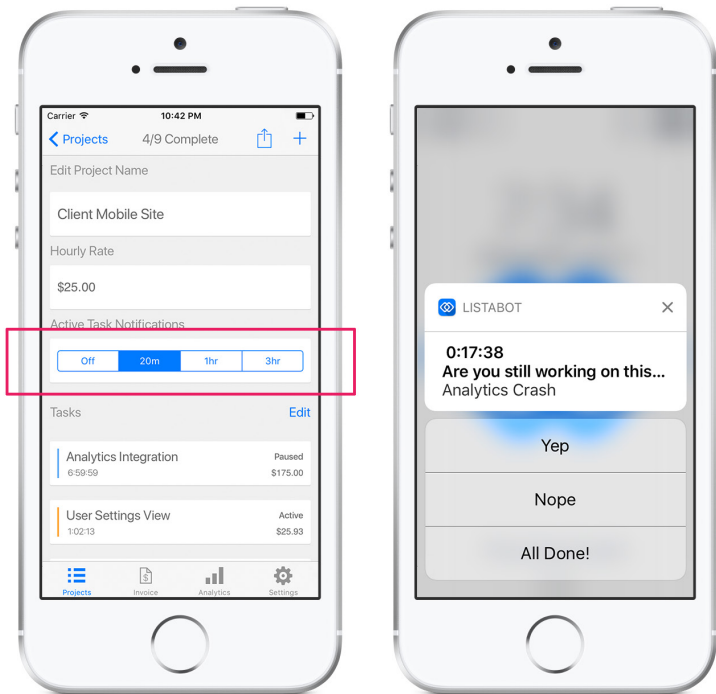 Carrier 10:42 PM
Projects 4/9 Complete
Edit Project Name
Client Mobile Site
Hourly Rate
$25.00
Active Task Notifications
Off 20m 1hr 3hr
Tasks Edit
Analytics Integration Paused
6:59:59 $175.00
User Settings View Active
1:02:13 $25.93
Projects Invoice Analytics Settings
7:34
LISTABOT
0:17:38
Are you still working on this...
Analytics Crash
Yep
Nope
All Done!